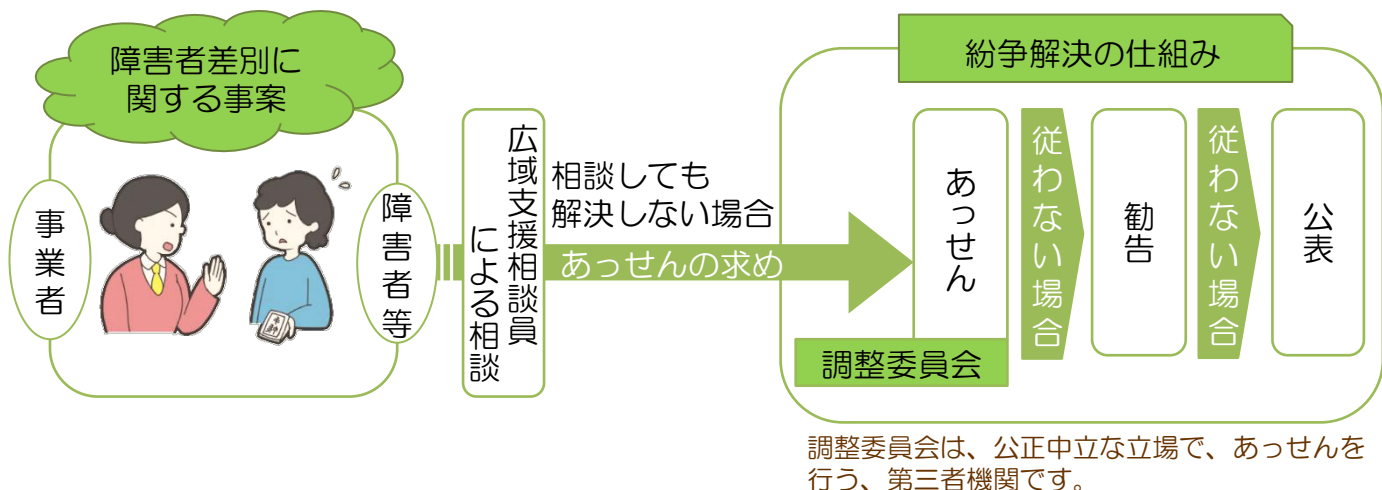 障害者差別に
関する事案
事業者
障害者等
広域支援相談員
による相談
相談しても
解決しない場合
あっせんの求め
紛争解決の仕組み
あっせん
調整委員会
従わない場合
勧告
従わない場合
公表
調整委員会は、公正中立な立場で、あっせんを
行う、第三者機関です。